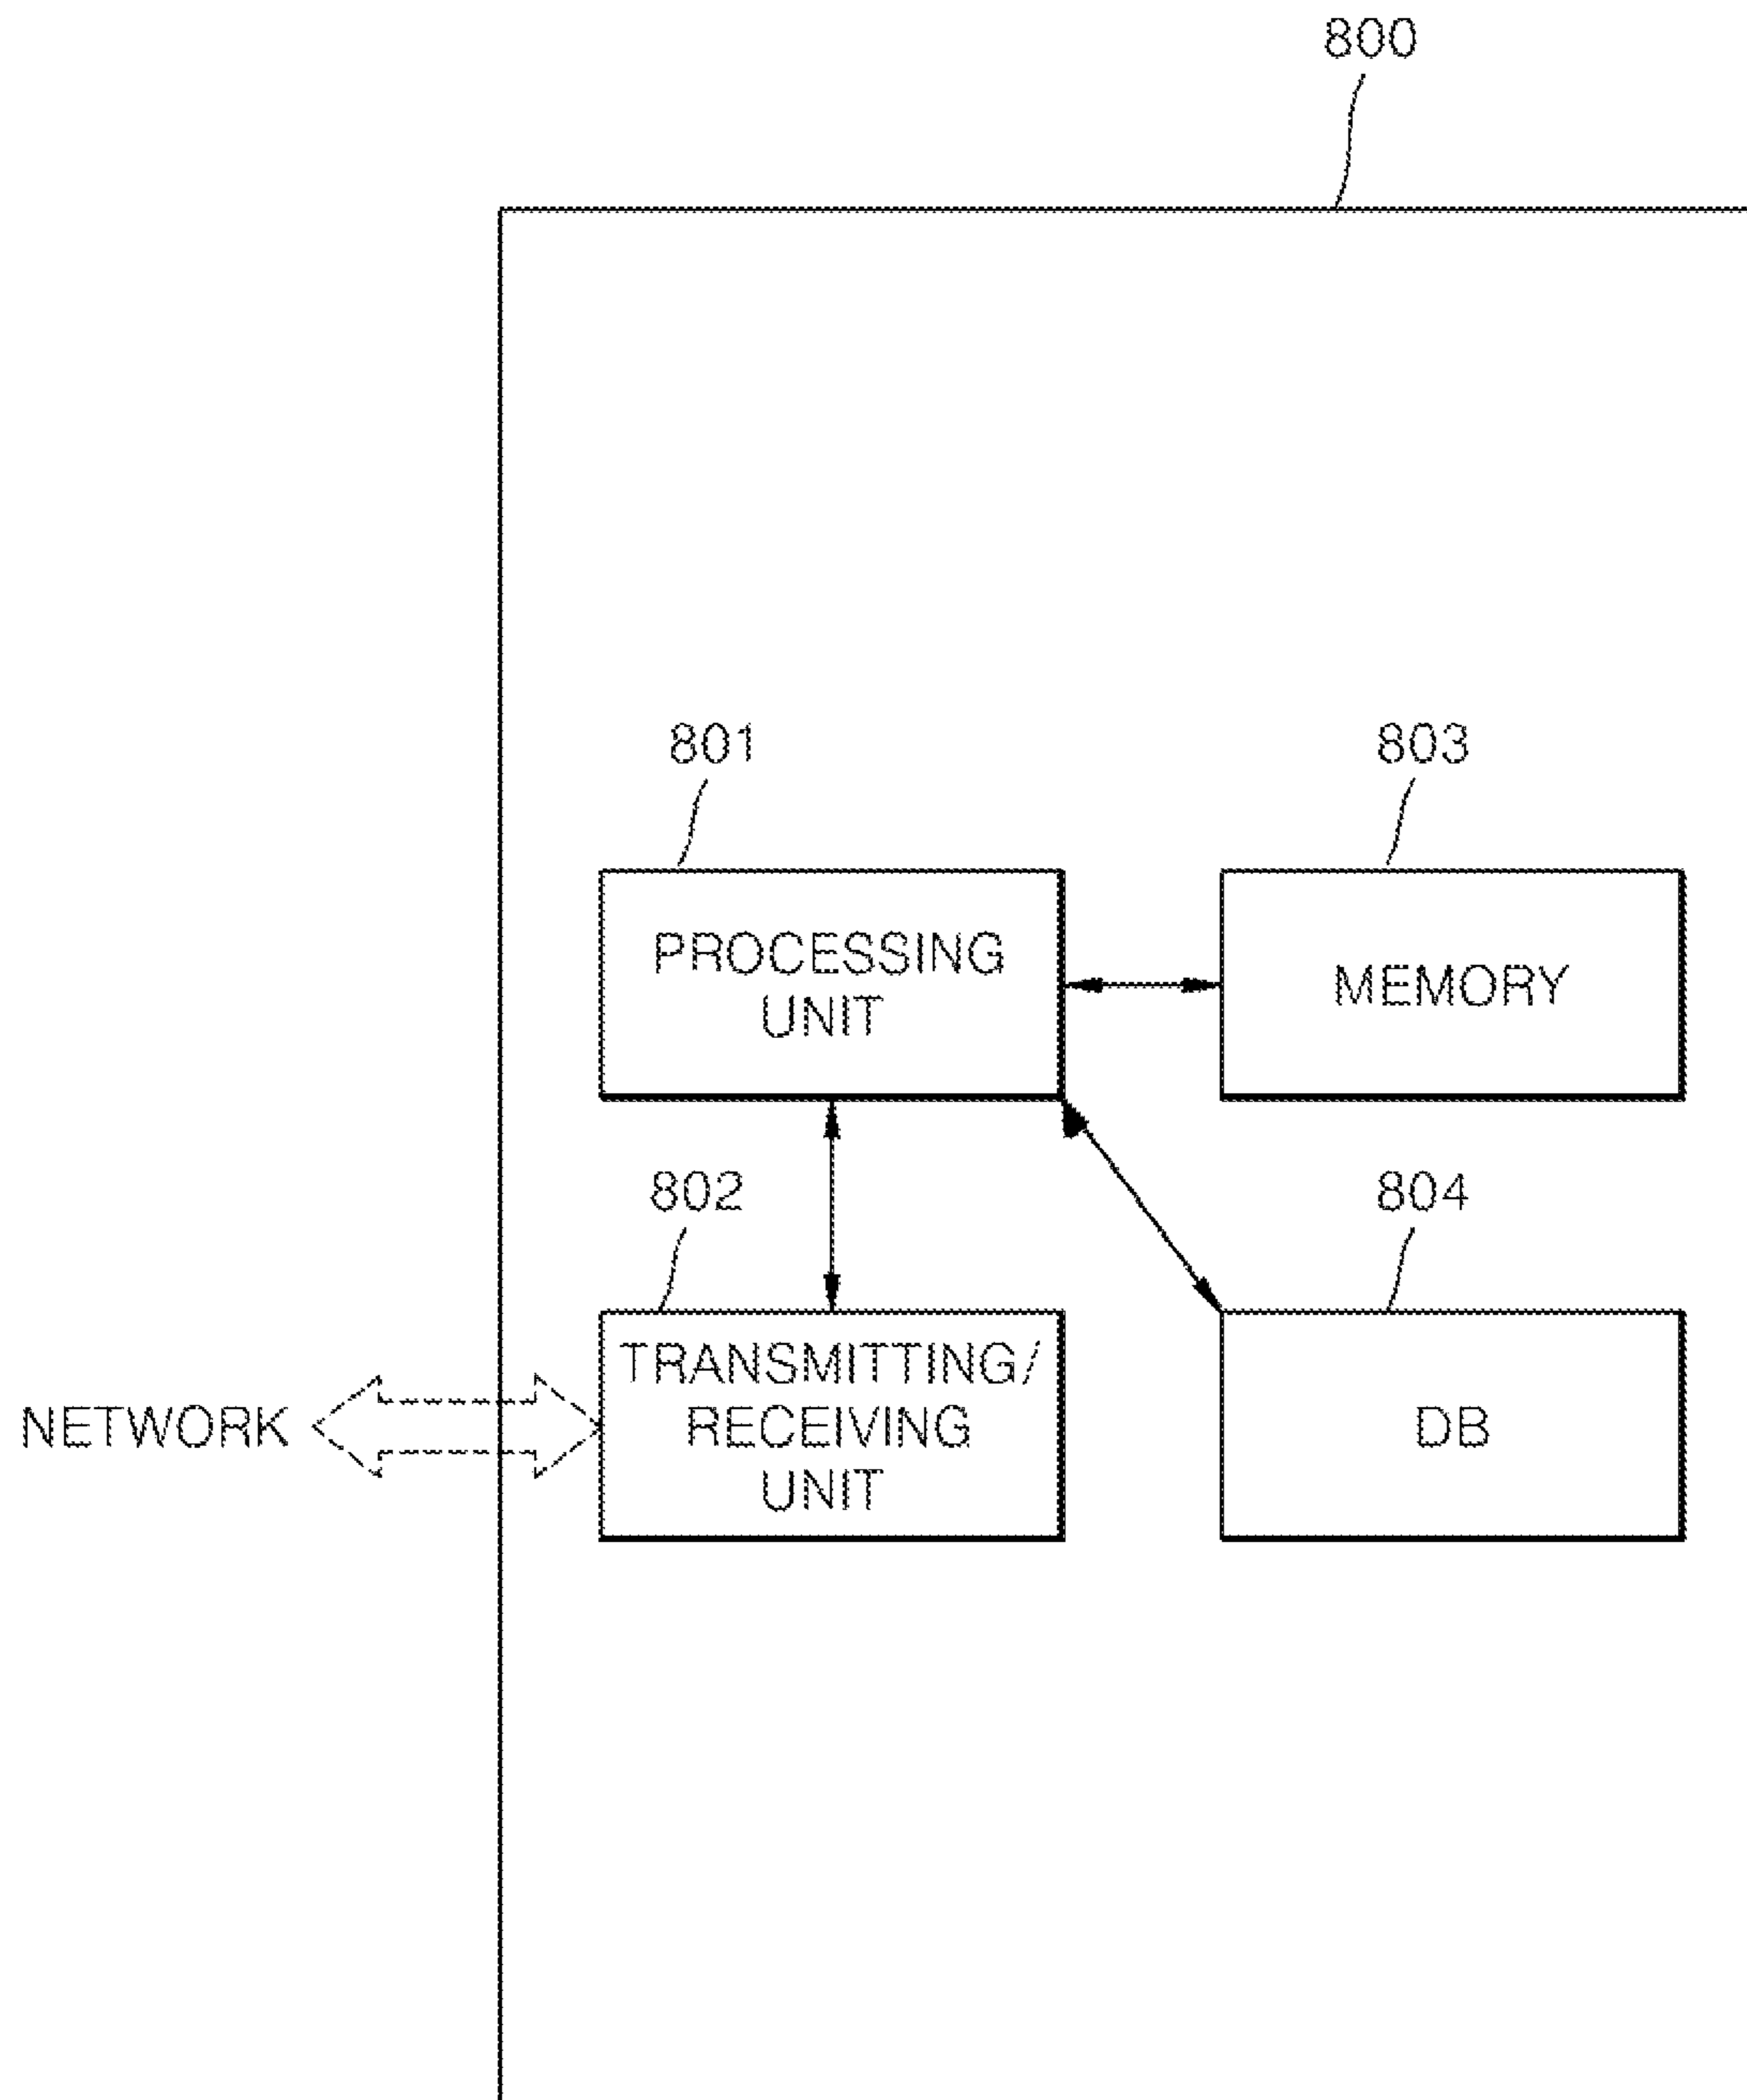 800
801
803
PROCESSING
UNIT
MEMORY
802
804
NETWORK
TRANSMITTING/
RECEIVING
UNIT
DB